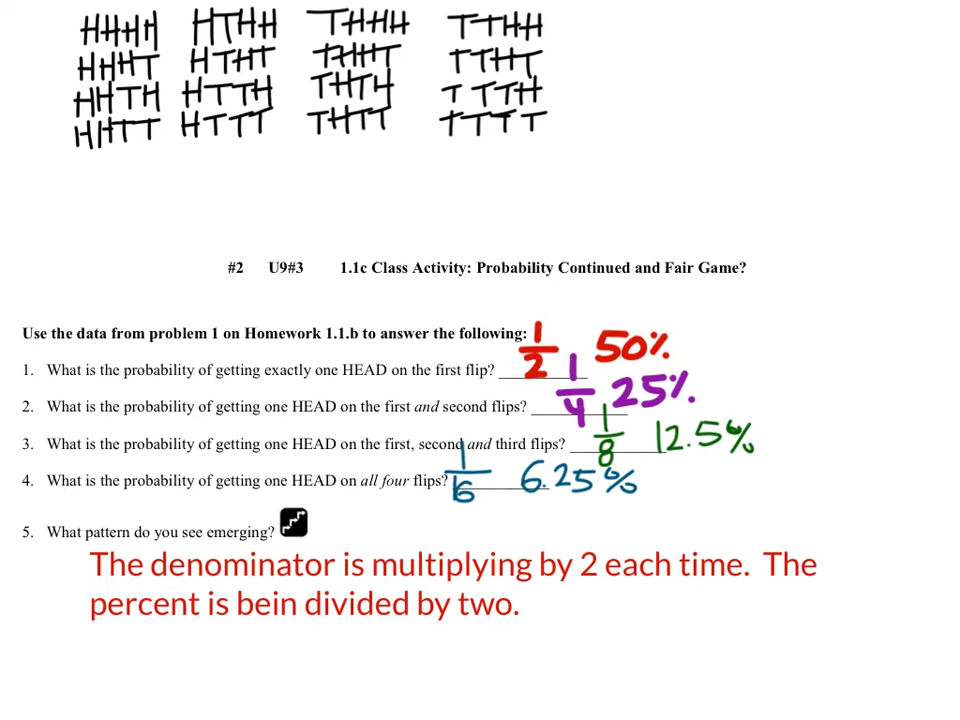 HHHH HTHH THHH TTHH
HHHT HTHT THHT TTHT
HHTH HTTH THTH TTTH
HHTT HTTT THTT TTTT
#2 U9#3 1.1c Class Activity: Probability Continued and Fair Game?
Use the data from problem 1 on Homework 1.1.b to answer the following:
1. What is the probability of getting exactly one HEAD on the first flip? 1/2 50%
2. What is the probability of getting one HEAD on the first and second flips? 1/4 25%
3. What is the probability of getting one HEAD on the first, second and third flips? 1/8 12.5%
4. What is the probability of getting one HEAD on all four flips? 1/16 6.25%
5. What pattern do you see emerging?
The denominator is multiplying by 2 each time. The
percent is bein divided by two.